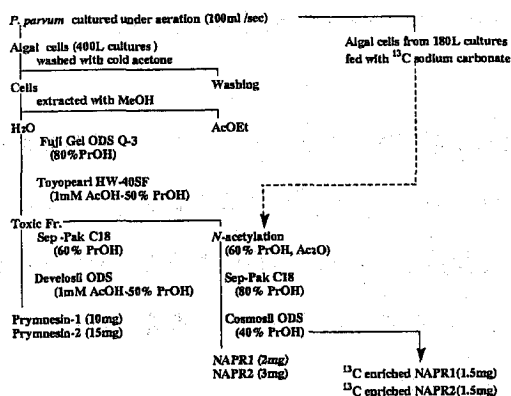 P. parvum cultured under aeration (100ml /sec)
Algal cells (400L cultures)
washed with cold acetone
Algal cells from 180L cultures
fed with ¹³C sodium carbonate
Cells
Washing
extracted with MeOH
H2O
AcOEt
Fuji Gel ODS Q-3
(80%PrOH)
Toyopearl HW-40SF
(1mM AcOH-50% PrOH)
Toxic Fr.
Sep-Pak C18
(60% PrOH)
Develosil ODS
(1mM AcOH-50% PrOH)
Prymnesin-1 (10mg)
Prymnesin-2 (15mg)
N-acetylation
(60% PrOH, Ac2O)
Sep-Pak C18
(80% PrOH)
Cosmosil ODS
(40% PrOH)
NAPR1 (2mg)
NAPR2 (3mg)
¹³C enriched NAPR1(1.5mg)
¹³C enriched NAPR2(1.5mg)